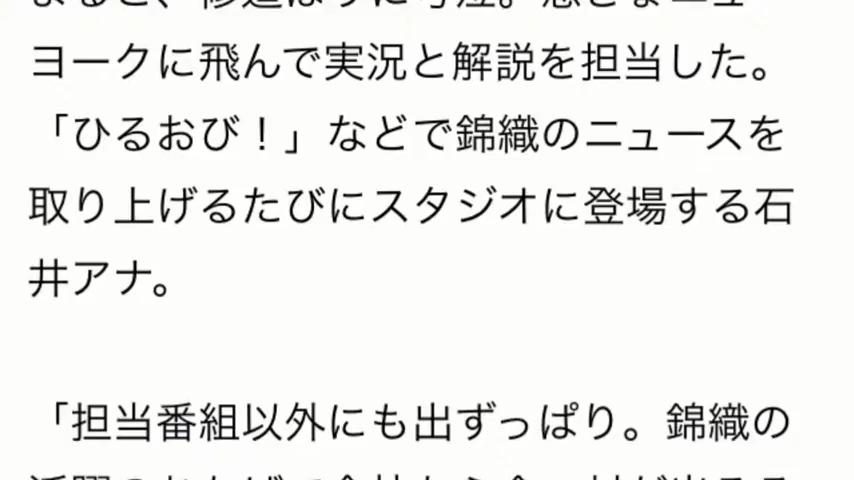 ヨークに飛んで実況と解説を担当した。
「ひるおび！」などで錦織のニュースを
取り上げるたびにスタジオに登場する石
井アナ。
「担当番組以外にも出ずっぱり。錦織の